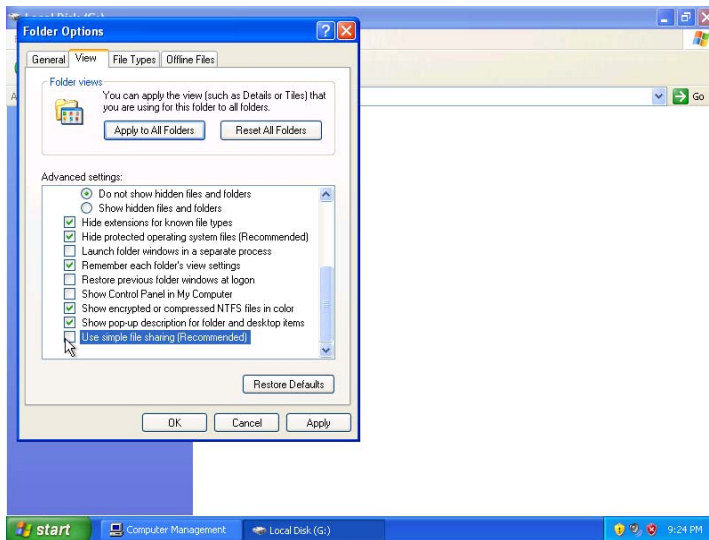 Local Disk (G:)
Folder Options
General
View
File Types
Offline Files
Folder views
You can apply the view (such as Details or Tiles) that
you are using for this folder to all folders.
Apply to All Folders
Reset All Folders
Advanced settings:
Do not show hidden files and folders
Show hidden files and folders
Hide extensions for known file types
Hide protected operating system files (Recommended)
Launch folder windows in a separate process
Remember each folder's view settings
Restore previous folder windows at logon
Show Control Panel in My Computer
Show encrypted or compressed NTFS files in color
Show pop-up description for folder and desktop items
Use simple file sharing (Recommended)
Restore Defaults
OK
Cancel
Apply
Go
start
Computer Management
Local Disk (G:)
9:24 PM